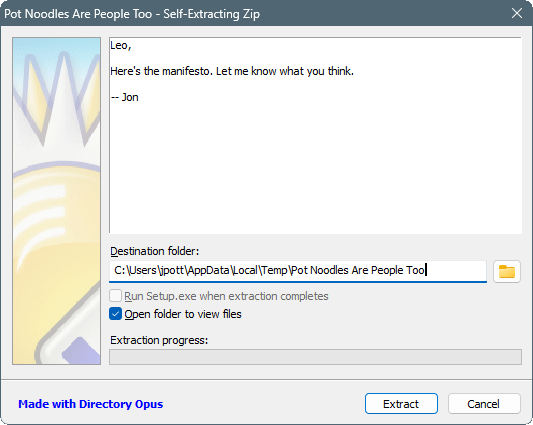 Pot Noodles Are People Too - Self-Extracting Zip
Leo,
Here's the manifesto. Let me know what you think.
-- Jon
Destination folder:
C:\Users\jpott\AppData\Local\Temp\Pot Noodles Are People Too
Run Setup.exe when extraction completes
Open folder to view files
Extraction progress:
Made with Directory Opus
Extract
Cancel